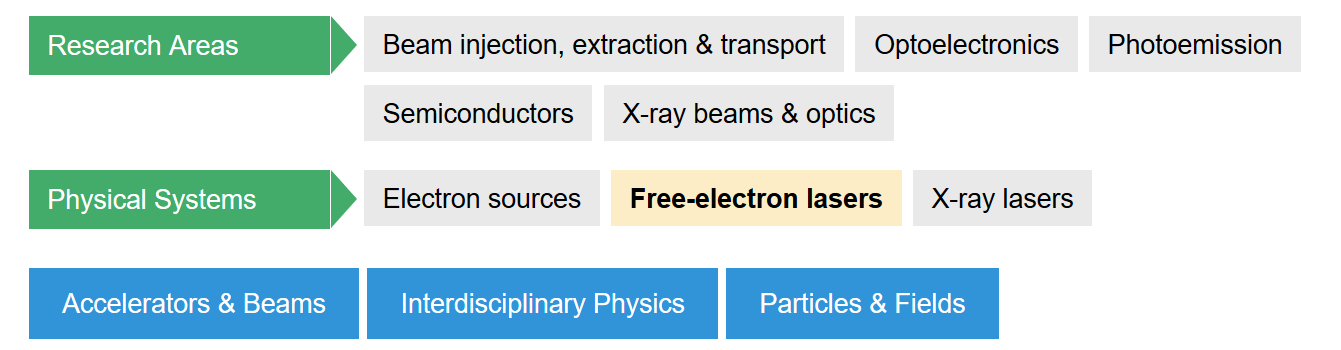 Research Areas Beam injection, extraction & transport Optoelectronics Photoemission
Semiconductors X-ray beams & optics
Physical Systems Electron sources Free-electron lasers X-ray lasers
Accelerators & Beams Interdisciplinary Physics Particles & Fields